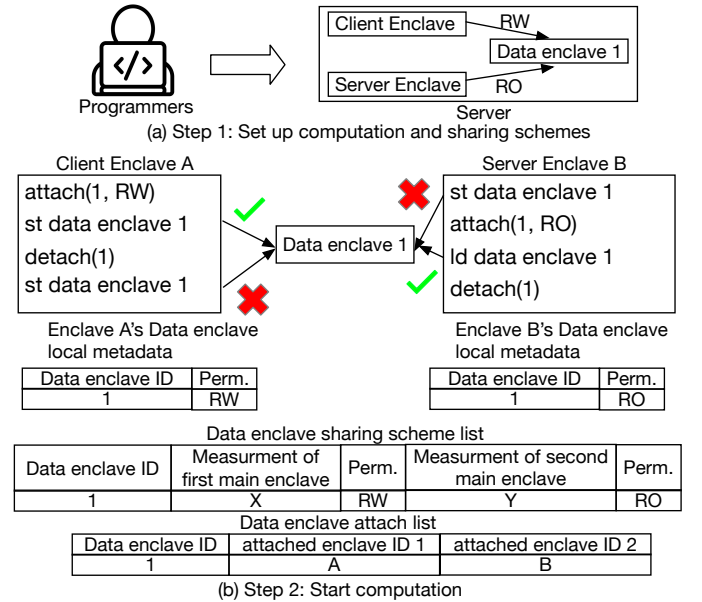 Client Enclave
RW
Data enclave 1
</>
Server Enclave
RO
Programmers
Server
(a) Step 1: Set up computation and sharing schemes
Client Enclave A
Server Enclave B
attach(1, RW)
st data enclave 1
detach(1)
st data enclave 1
Data enclave 1
st data enclave 1
attach(1, RO)
ld data enclave 1
detach(1)
Enclave A's Data enclave
local metadata
Enclave B's Data enclave
local metadata
Data enclave ID Perm.
1 RW
Data enclave ID Perm.
1 RO
Data enclave sharing scheme list
Data enclave ID Measurment of first main enclave Perm. Measurment of second main enclave Perm.
1 X RW Y RO
Data enclave attach list
Data enclave ID attached enclave ID 1 attached enclave ID 2
1 A B
(b) Step 2: Start computation